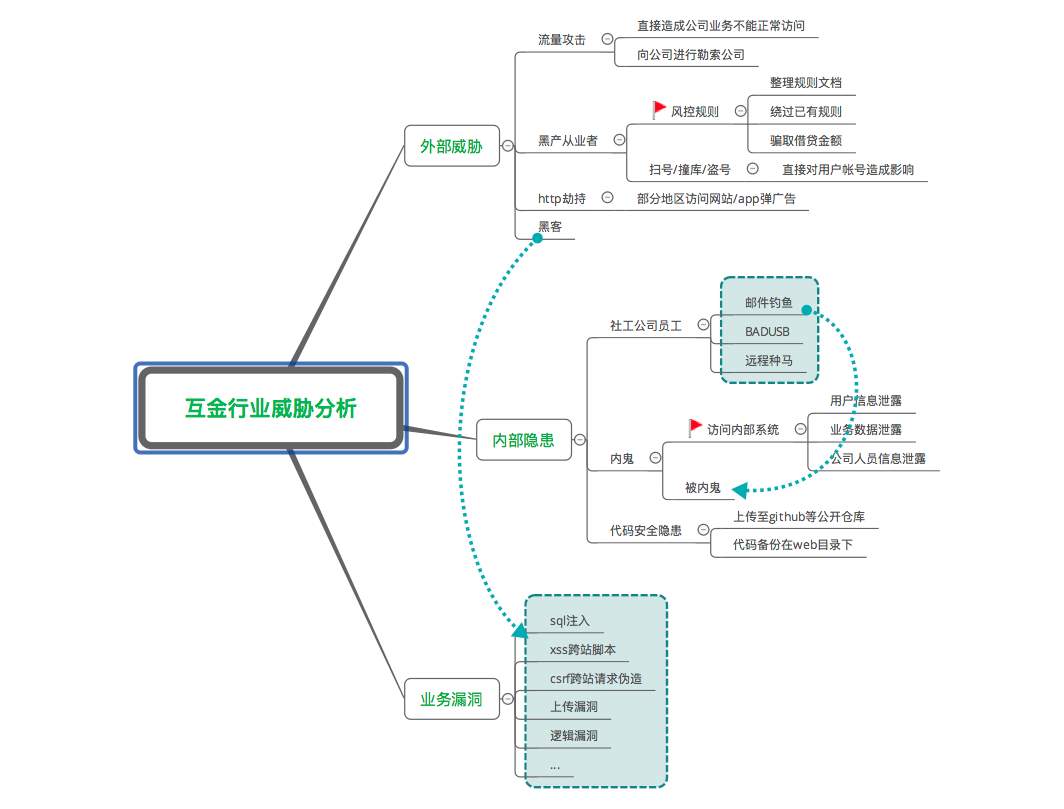 互金行业威胁分析
外部威胁
流量攻击
直接造成公司业务不能正常访问
向公司进行勒索公司
黑产从业者
风控规则
整理规则文档
绕过已有规则
骗取借贷金额
扫号/撞库/盗号
直接对用户帐号造成影响
http劫持
部分地区访问网站/app弹广告
黑客
内部隐患
社工公司员工
邮件钓鱼
BADUSB
远程种马
内鬼
访问内部系统
用户信息泄露
业务数据泄露
公司人员信息泄露
被内鬼
代码安全隐患
上传至github等公开仓库
代码备份在web目录下
业务漏洞
sql注入
xss跨站脚本
csrf跨站请求伪造
上传漏洞
逻辑漏洞
...